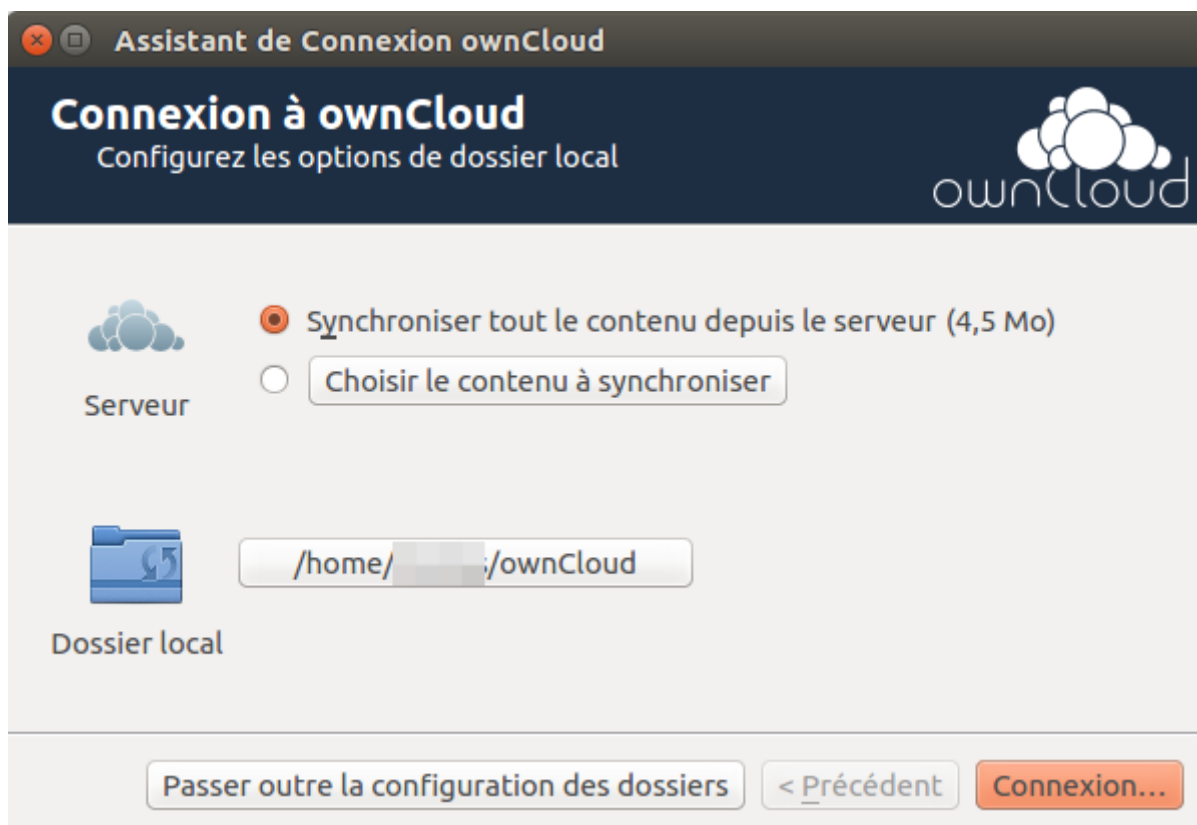 Assistant de Connexion ownCloud
Connexion à ownCloud
Configurez les options de dossier local
ownCloud
Synchroniser tout le contenu depuis le serveur (4,5 Mo)
Choisir le contenu à synchroniser
Serveur
/home/ /ownCloud
Dossier local
Passer outre la configuration des dossiers
< Précédent
Connexion...